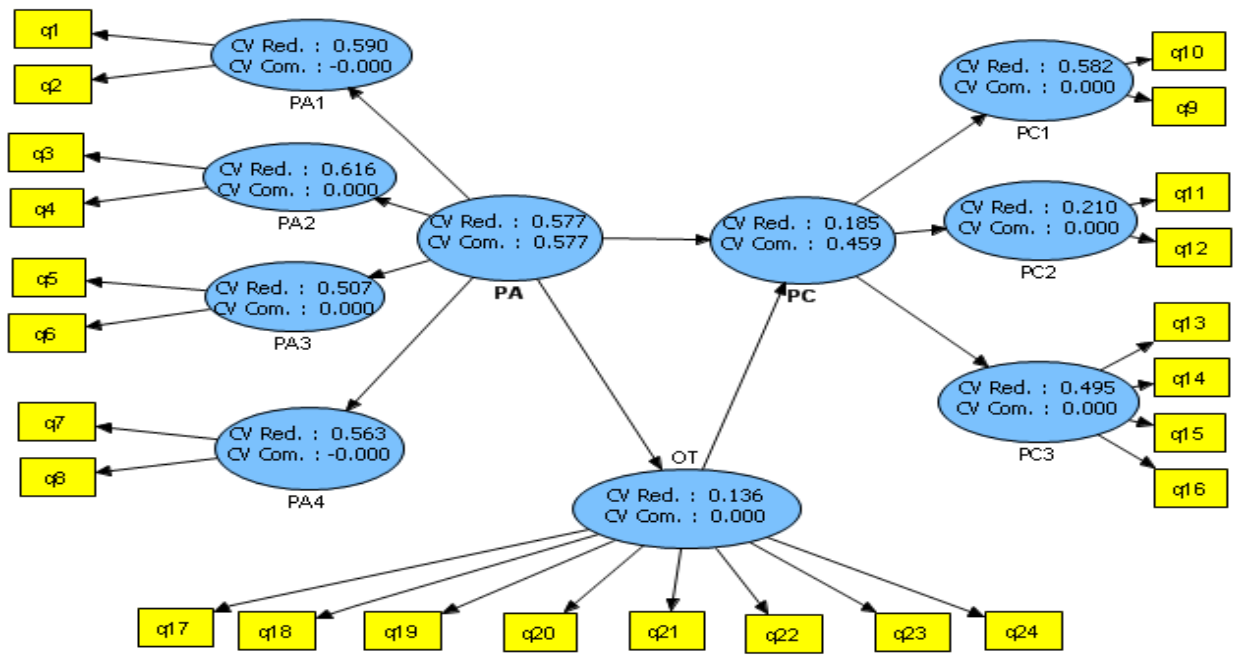 q1
q2
CV Red. : 0.590
CV Com. : -0.000
PA1
q3
q4
CV Red. : 0.616
CV Com. : 0.000
PA2
q5
q6
CV Red. : 0.507
CV Com. : 0.000
PA3
q7
q8
CV Red. : 0.563
CV Com. : -0.000
PA4
CV Red. : 0.577
CV Com. : 0.577
PA
CV Red. : 0.185
CV Com. : 0.459
PC
CV Red. : 0.582
CV Com. : 0.000
PC1
q10
q9
CV Red. : 0.210
CV Com. : 0.000
PC2
q11
q12
CV Red. : 0.495
CV Com. : 0.000
PC3
q13
q14
q15
q16
OT
CV Red. : 0.136
CV Com. : 0.000
q17
q18
q19
q20
q21
q22
q23
q24